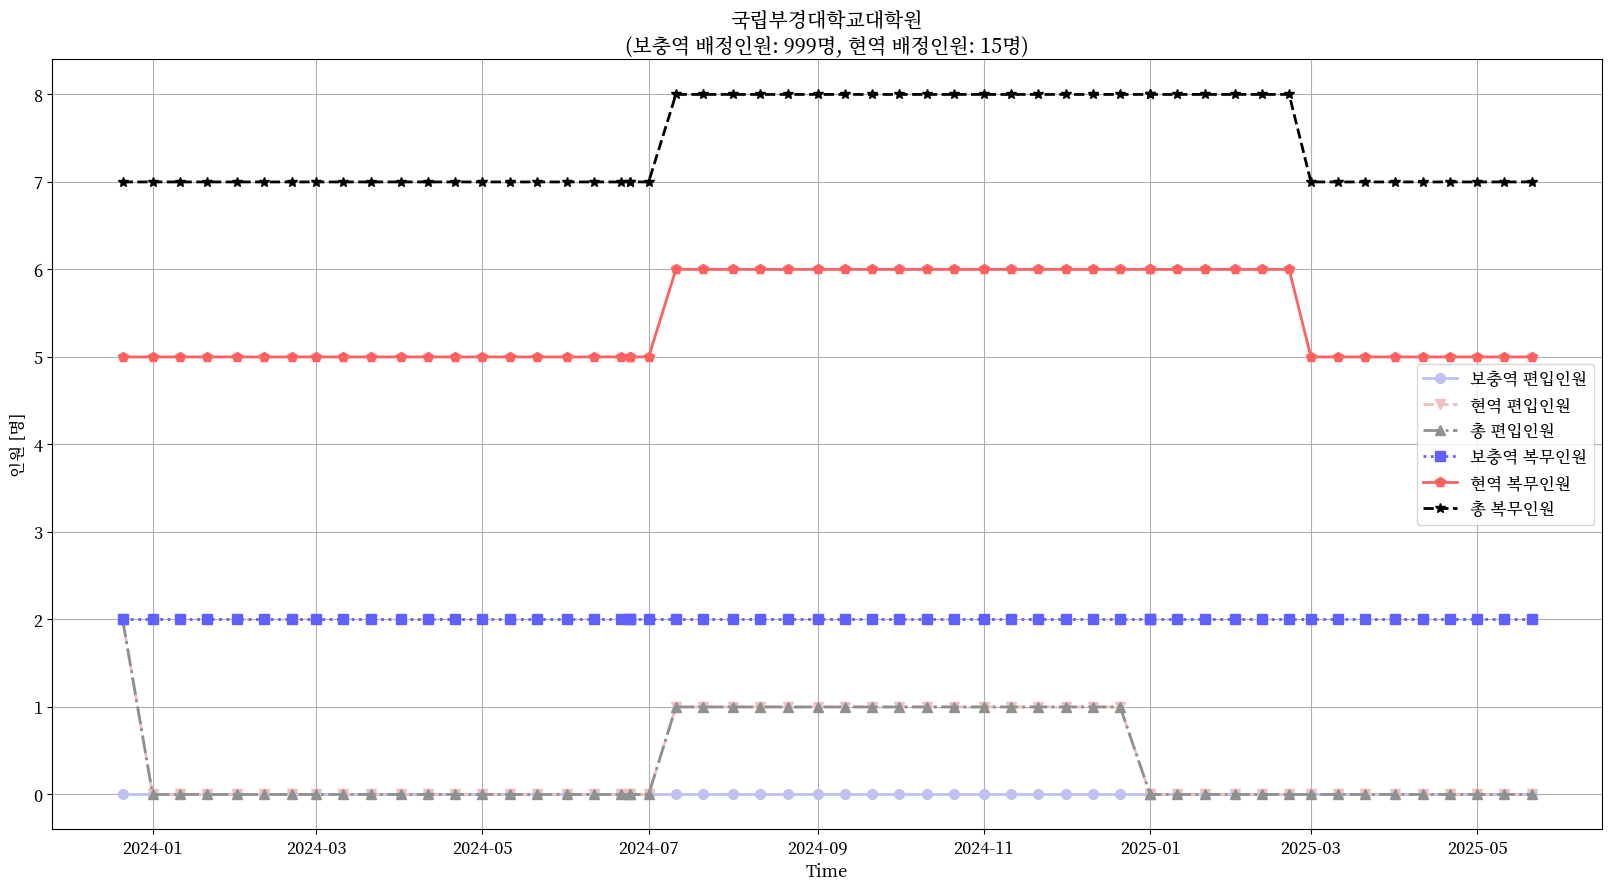 국립부경대학교대학원
(보충역 배정인원: 999명, 현역 배정인원: 15명)
8
7
6
5
4
3
2
1
0
인원 [명]
보충역 편입인원
현역 편입인원
총 편입인원
보충역 복무인원
현역 복무인원
총 복무인원
2024-01
2024-03
2024-05
2024-07
2024-09
2024-11
2025-01
2025-03
2025-05
Time